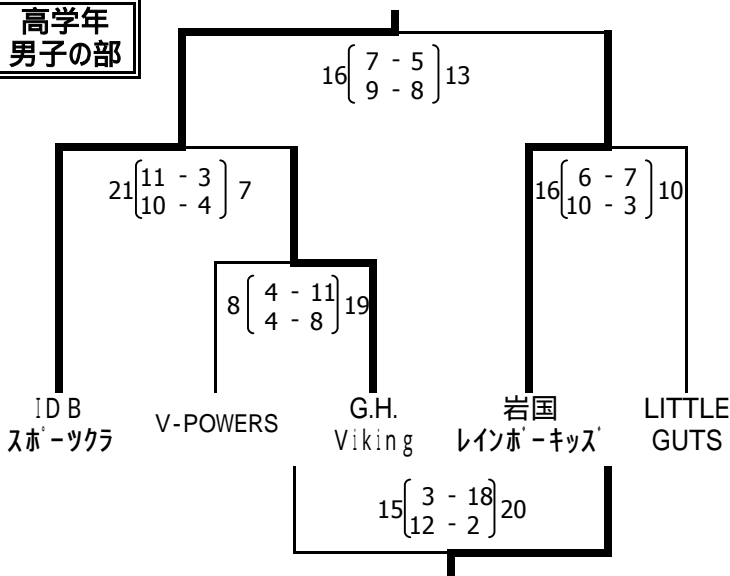 高学年
男子の部
16 7 - 5 13
9 - 8
21 11 - 3 7
10 - 4
16 6 - 7 10
10 - 3
8 4 - 11 19
4 - 8
IDB
スポーツクラ
V-POWERS
G.H.
Viking
岩国
レインボーキッズ
LITTLE
GUTS
15 3 - 18 20
12 - 2